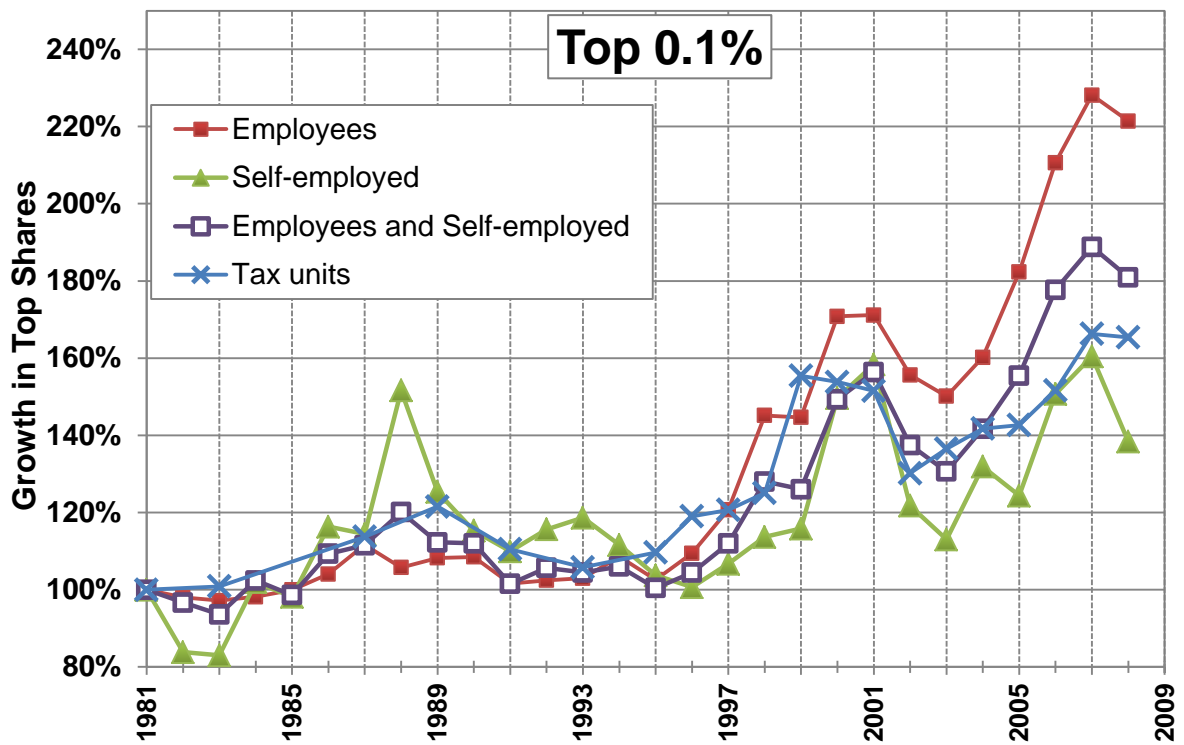 Top 0.1%
Growth in Top Shares
240%
220%
200%
180%
160%
140%
120%
100%
80%
Employees
Self-employed
Employees and Self-employed
Tax units
1981
1985
1989
1993
1997
2001
2005
2009